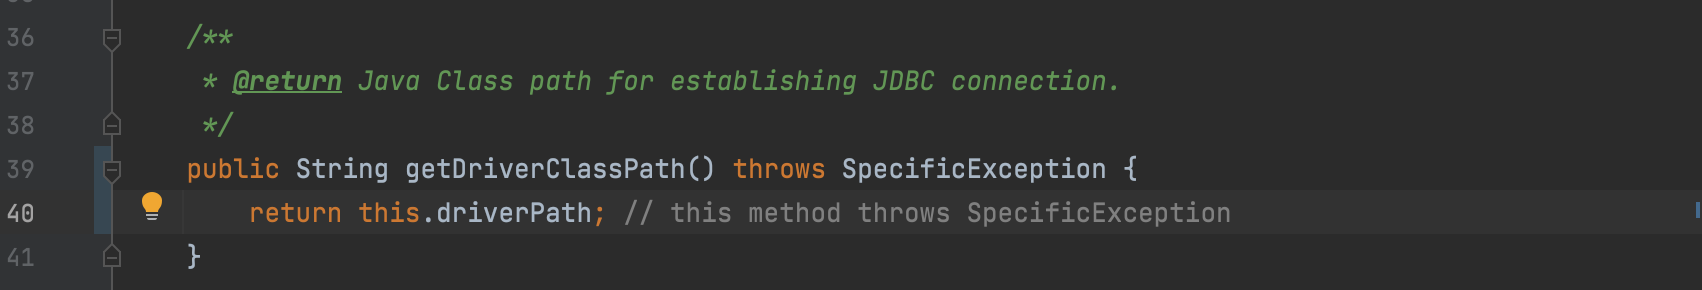 36 /**
37 * @return Java Class path for establishing JDBC connection.
38 */
39 public String getDriverClassPath() throws SpecificException {
40 return this.driverPath; // this method throws SpecificException
41 }